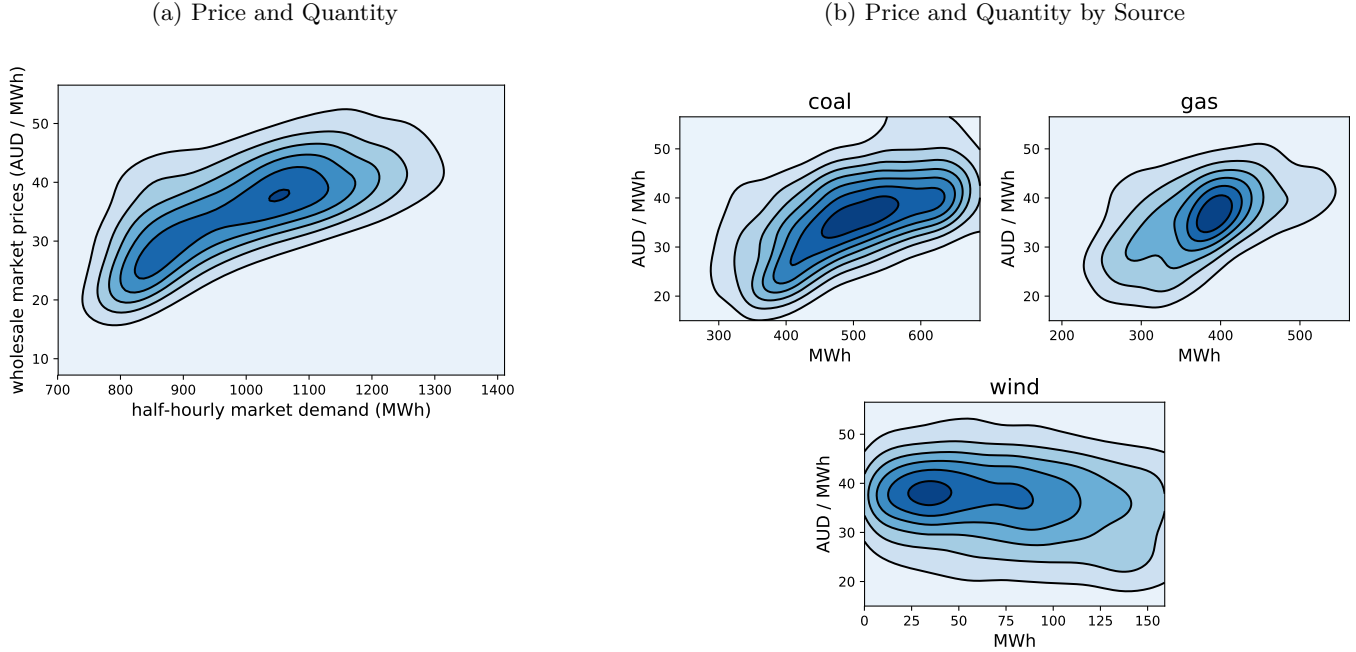 (a) Price and Quantity
(b) Price and Quantity by Source
wholesale market prices (AUD / MWh)
50
40
30
20
10
700 800 900 1000 1100 1200 1300 1400
half-hourly market demand (MWh)
coal
AUD / MWh
50
40
30
20
300 400 500 600
MWh
gas
AUD / MWh
50
40
30
20
200 300 400 500
MWh
wind
AUD / MWh
50
40
30
20
0 25 50 75 100 125 150
MWh